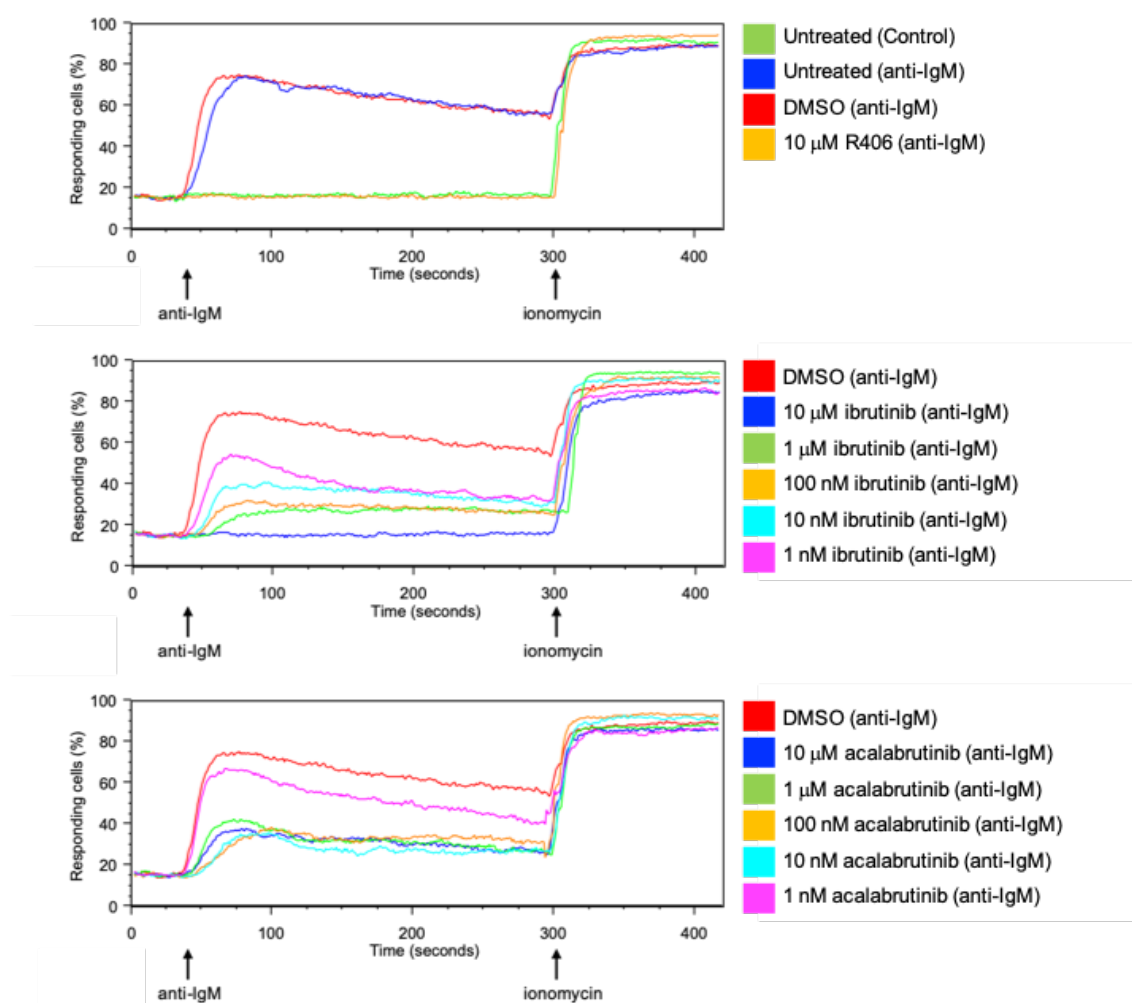 100
80
60
40
20
0
Responding cells (%)
0 100 200 300 400
Time (seconds)
anti-IgM ionomycin
Untreated (Control)
Untreated (anti-IgM)
DMSO (anti-IgM)
10 μM R406 (anti-IgM)
100
80
60
40
20
0
Responding cells (%)
0 100 200 300 400
Time (seconds)
anti-IgM ionomycin
DMSO (anti-IgM)
10 μM ibrutinib (anti-IgM)
1 μM ibrutinib (anti-IgM)
100 nM ibrutinib (anti-IgM)
10 nM ibrutinib (anti-IgM)
1 nM ibrutinib (anti-IgM)
100
80
60
40
20
0
Responding cells (%)
0 100 200 300 400
Time (seconds)
anti-IgM ionomycin
DMSO (anti-IgM)
10 μM acalabrutinib (anti-IgM)
1 μM acalabrutinib (anti-IgM)
100 nM acalabrutinib (anti-IgM)
10 nM acalabrutinib (anti-IgM)
1 nM acalabrutinib (anti-IgM)